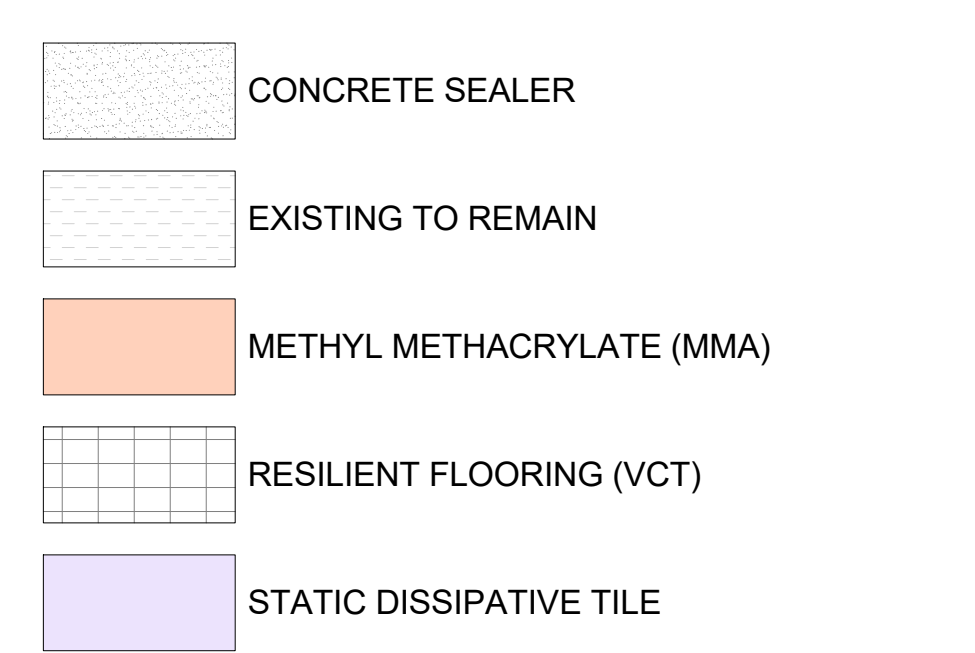 CONCRETE SEALER
EXISTING TO REMAIN
METHYL METHACRYLATE (MMA)
RESILIENT FLOORING (VCT)
STATIC DISSIPATIVE TILE